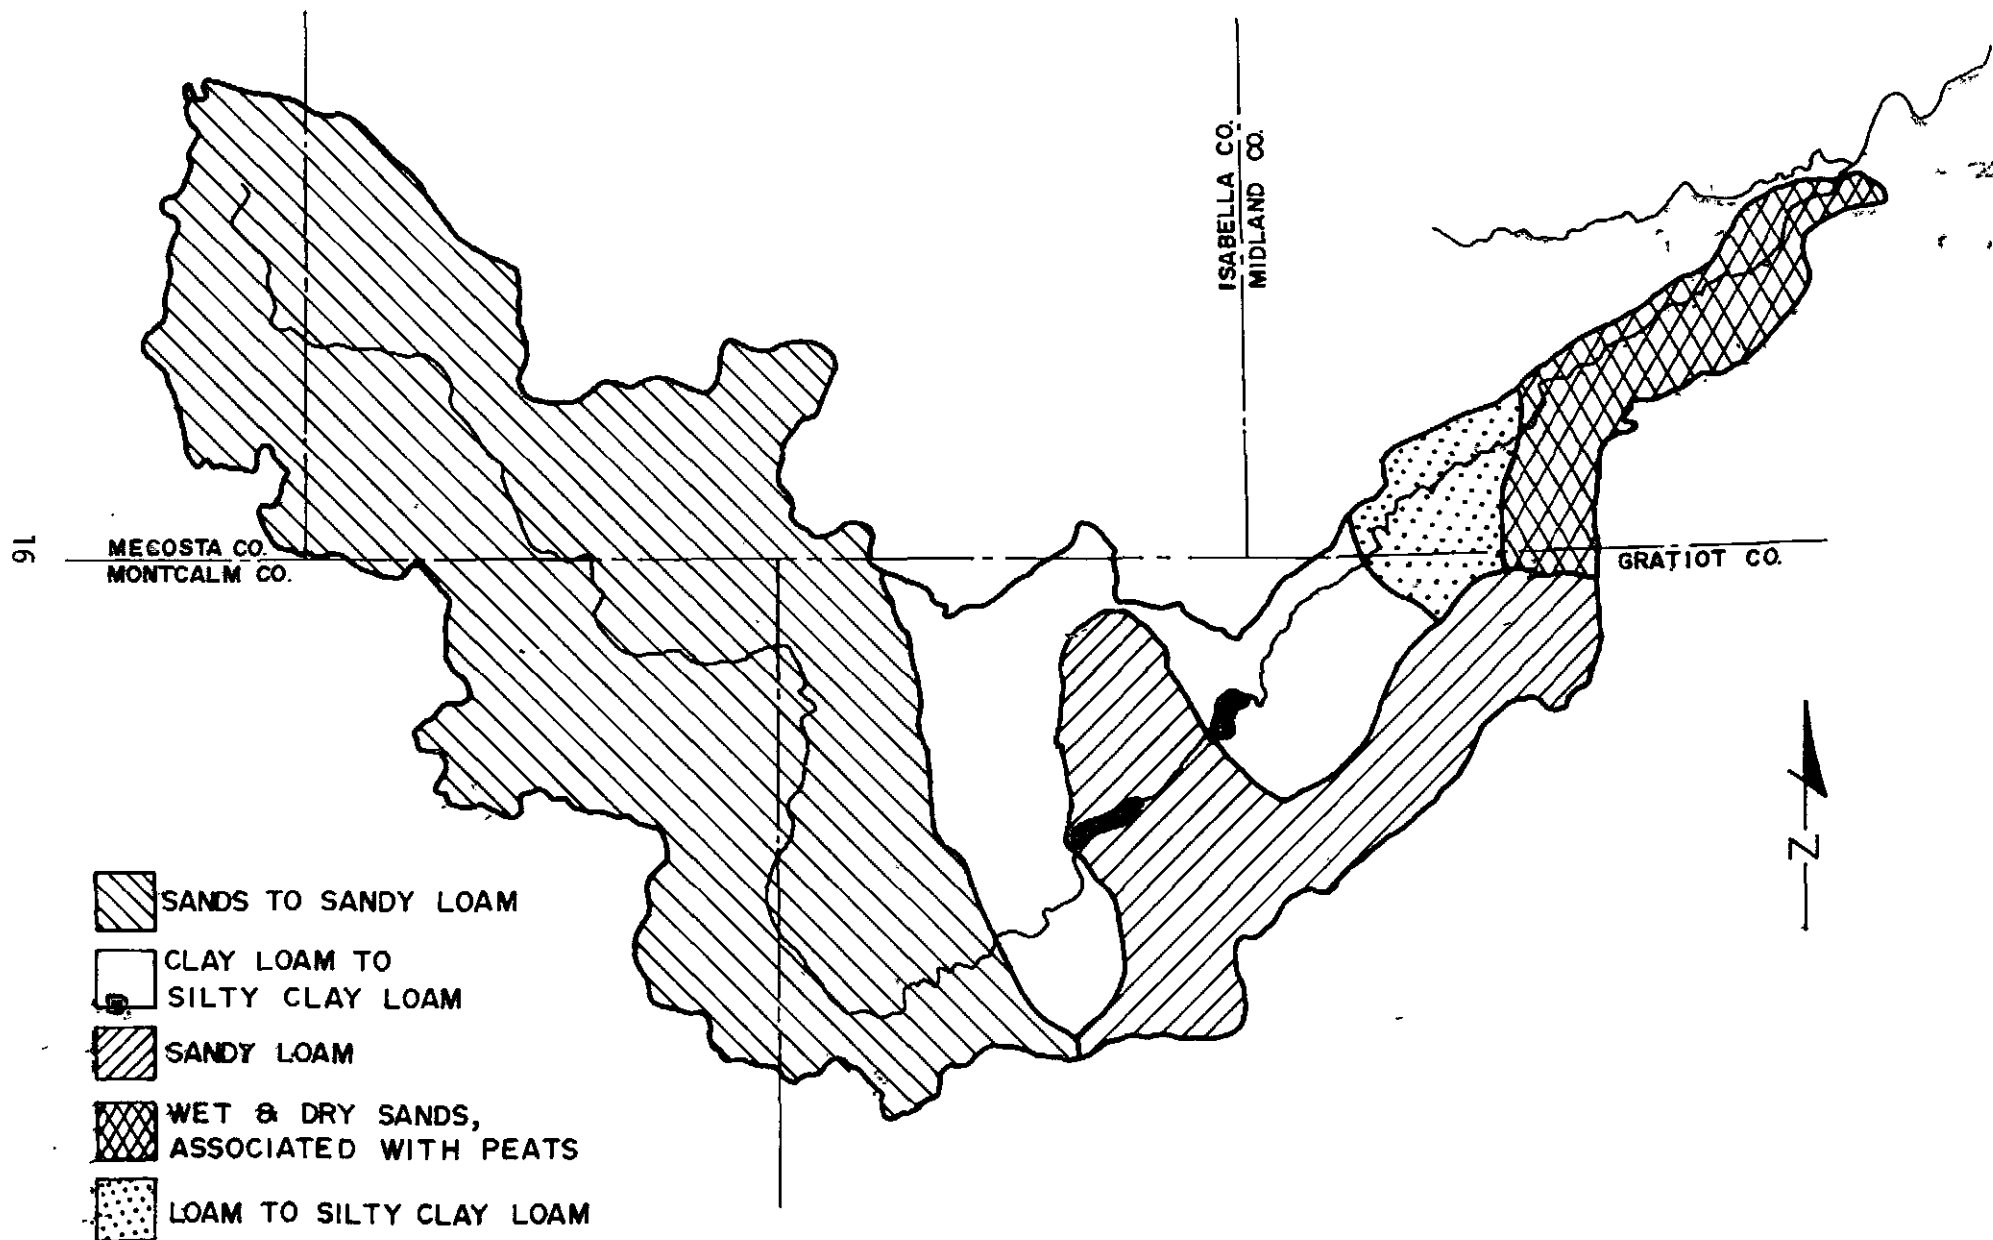 ISABELLA CO.
MIDLAND CO.
16
MECOSTA CO.
MONTCALM CO.
GRATIOT CO.
N
SANDS TO SANDY LOAM
CLAY LOAM TO
SILTY CLAY LOAM
SANDY LOAM
WET & DRY SANDS,
ASSOCIATED WITH PEATS
LOAM TO SILTY CLAY LOAM